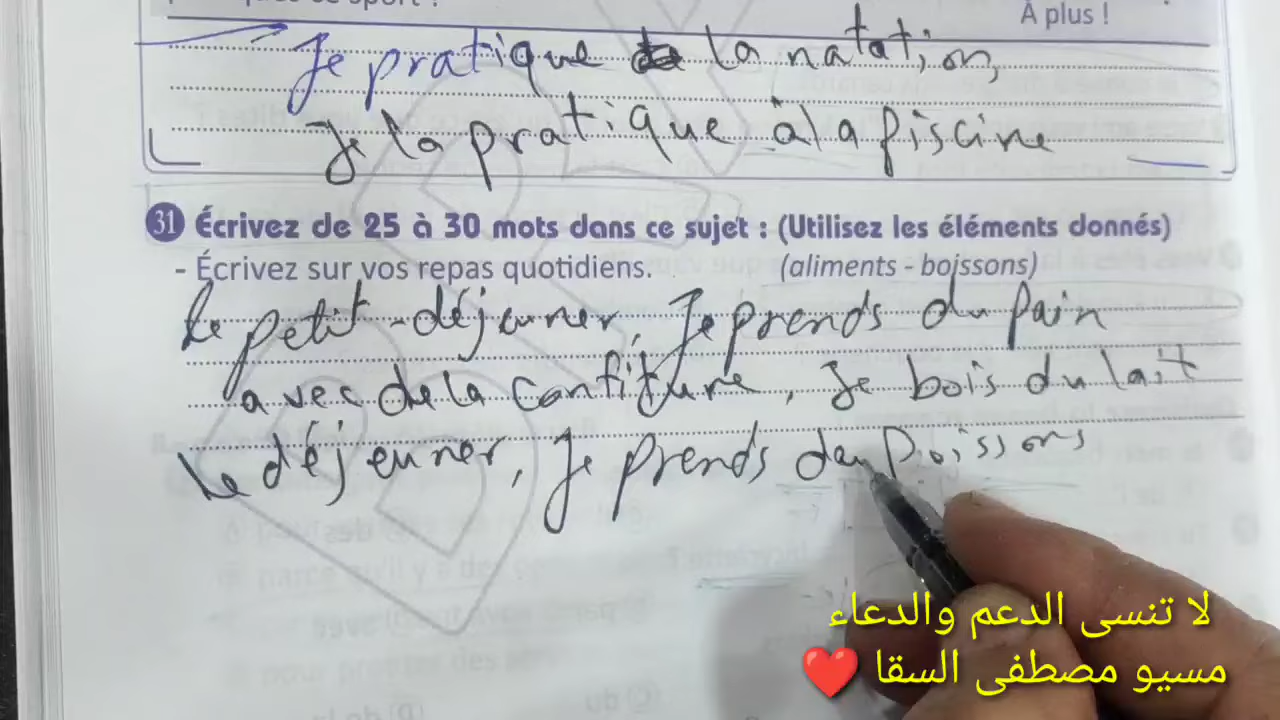 À plus !
Je pratique la natation,
Je la pratique à la piscine
31 Écrivez de 25 à 30 mots dans ce sujet : (Utilisez les éléments donnés)
- Écrivez sur vos repas quotidiens. (aliments - boissons)
Le petit-déjeuner, Je prends du pain
avec de la confiture, Je bois du lait
Le déjeuner, Je prends du Poissons
لا تنسى الدعم والدعاء
مسيو مصطفى السقا ❤️